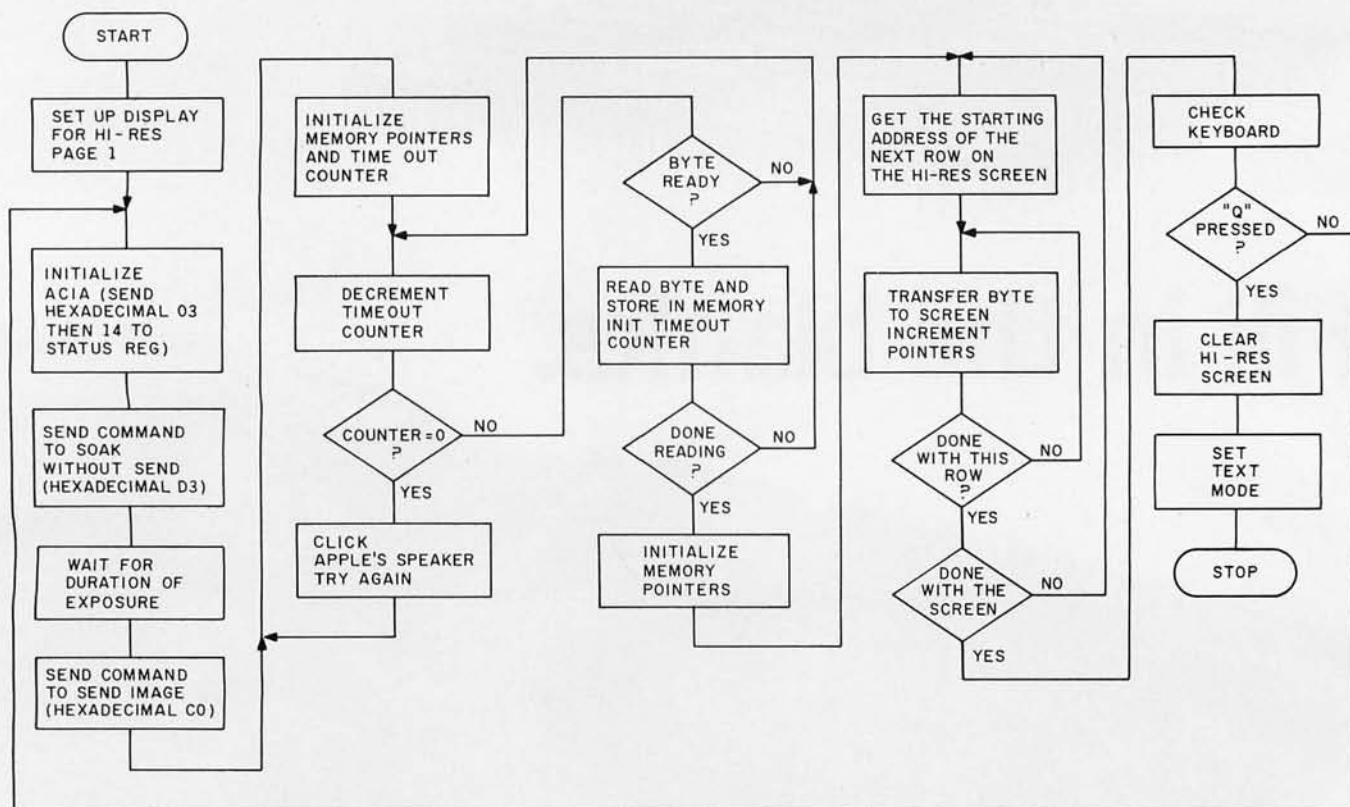 START
SET UP DISPLAY
FOR HI-RES
PAGE 1
INITIALIZE
ACIA (SEND
HEXADECIMAL 03
THEN 14 TO
STATUS REG)
SEND COMMAND
TO SOAK
WITHOUT SEND
(HEXADECIMAL D3)
WAIT FOR
DURATION OF
EXPOSURE
SEND COMMAND
TO SEND IMAGE
(HEXADECIMAL C0)
INITIALIZE
MEMORY POINTERS
AND TIME OUT
COUNTER
DECREMENT
TIMEOUT
COUNTER
COUNTER=0
?
NO
YES
CLICK
APPLE'S SPEAKER
TRY AGAIN
BYTE
READY
?
NO
YES
READ BYTE AND
STORE IN MEMORY
INIT TIMEOUT
COUNTER
DONE
READING
?
NO
YES
INITIALIZE
MEMORY
POINTERS
GET THE STARTING
ADDRESS OF THE
NEXT ROW ON
THE HI-RES SCREEN
TRANSFER BYTE
TO SCREEN
INCREMENT
POINTERS
DONE
WITH THIS
ROW
?
NO
YES
DONE
WITH THE
SCREEN
NO
YES
CHECK
KEYBOARD
"Q"
PRESSED
?
NO
YES
CLEAR
HI-RES
SCREEN
SET
TEXT
MODE
STOP